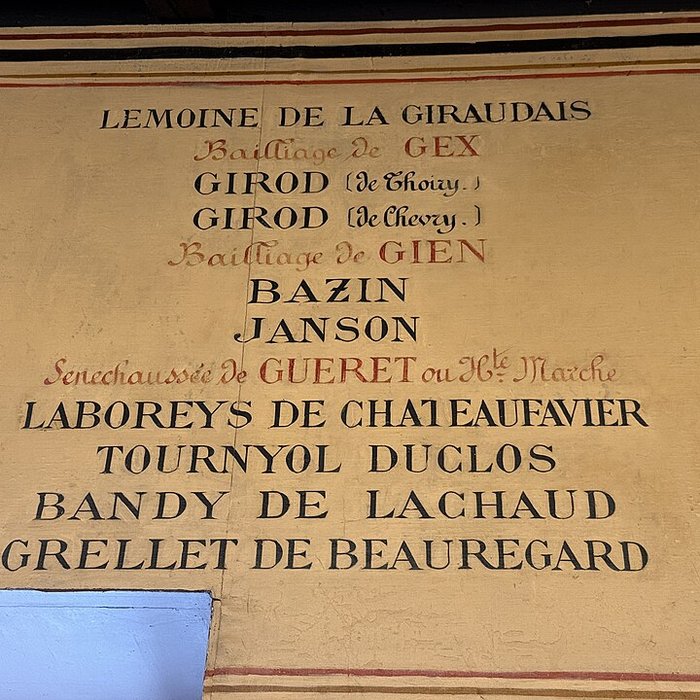 LEMOINE DE LA GIRAUDAIS
Bailliage de GEX
GIROD (de Thoiry.)
GIROD (de Chevry.)
Bailliage de GIEN
BAZIN
JANSON
Senechaussée de GUERET ou Hte Marche
LABOREYS DE CHATEAUFAVIER
TOURNYOL DUCLOS
BANDY DE LACHAUD
GRELLET DE BEAUREGARD